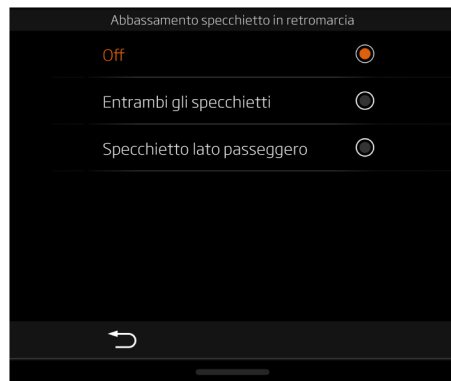 Abbassamento specchietto in retromarcia
Off
Entrambi gli specchietti
Specchietto lato passeggero